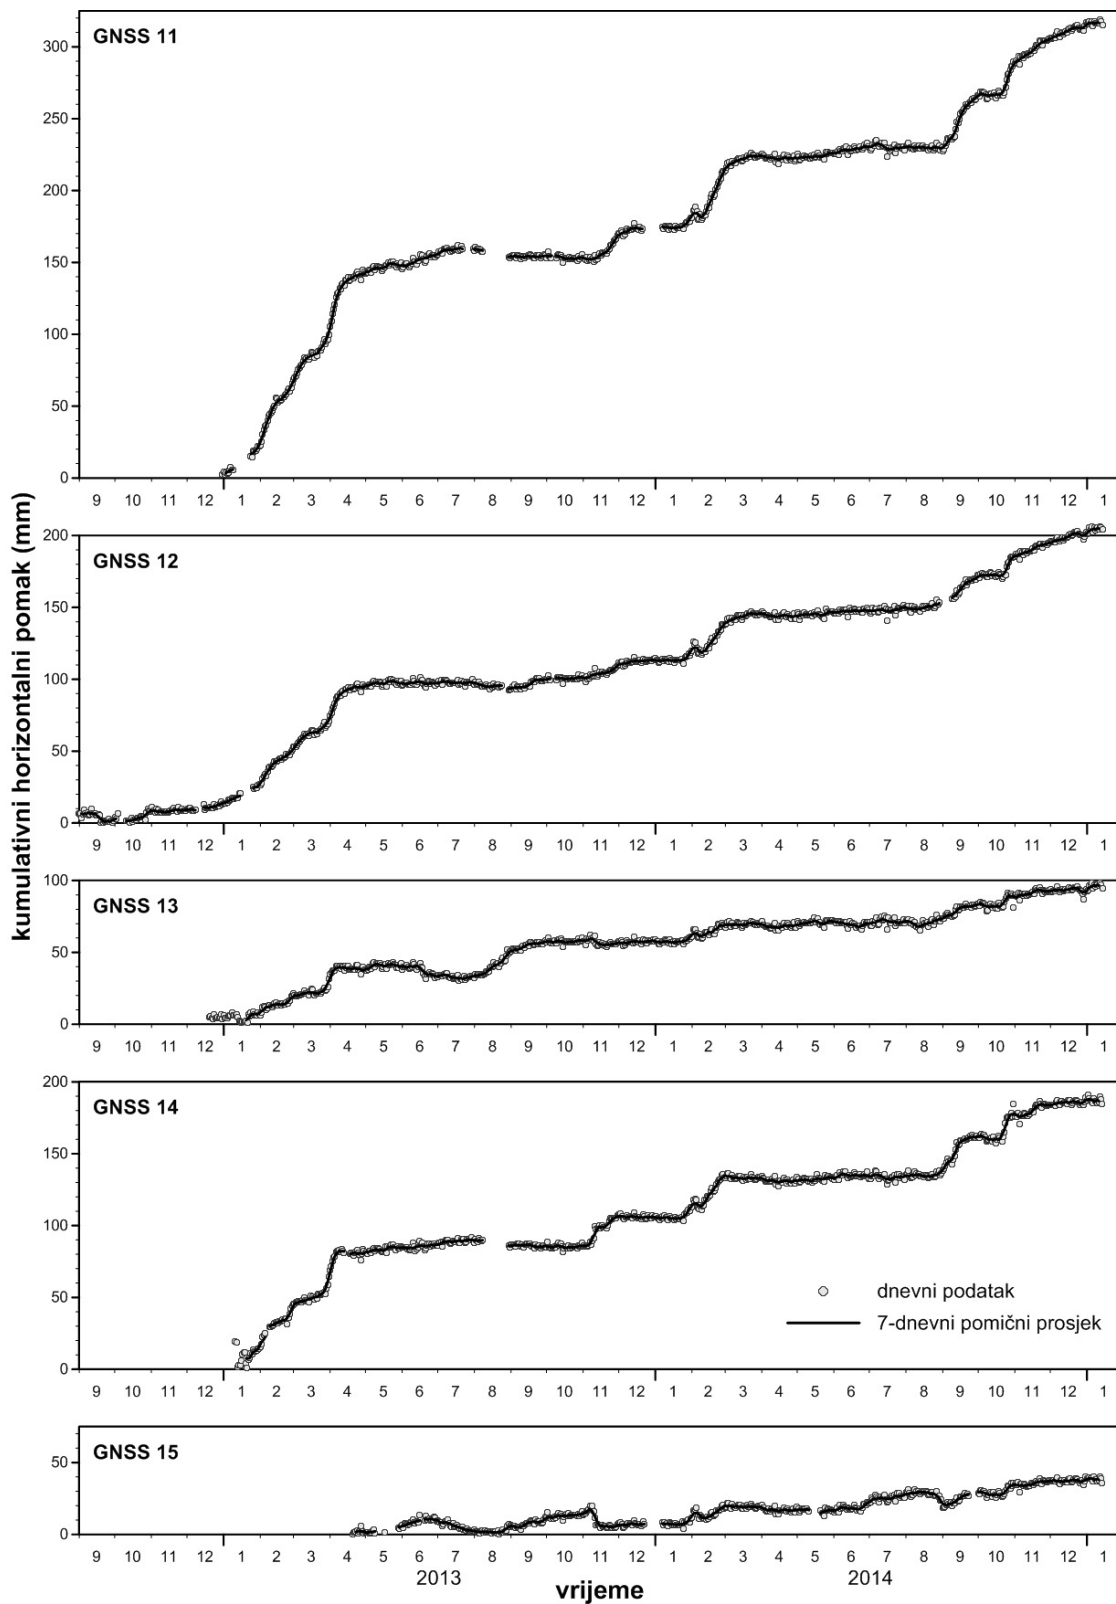 GNSS 11
300
250
200
150
100
50
0
9 10 11 12 1 2 3 4 5 6 7 8 9 10 11 12 1 2 3 4 5 6 7 8 9 10 11 12 1
kumulativni horizontalni pomak (mm)
GNSS 12
200
150
100
50
0
9 10 11 12 1 2 3 4 5 6 7 8 9 10 11 12 1 2 3 4 5 6 7 8 9 10 11 12 1
GNSS 13
100
50
0
9 10 11 12 1 2 3 4 5 6 7 8 9 10 11 12 1 2 3 4 5 6 7 8 9 10 11 12 1
GNSS 14
200
150
100
50
0
dnevni podatak
7-dnevni pomični prosjek
9 10 11 12 1 2 3 4 5 6 7 8 9 10 11 12 1 2 3 4 5 6 7 8 9 10 11 12 1
GNSS 15
50
0
9 10 11 12 1 2 3 4 5 6 7 8 9 10 11 12 1 2 3 4 5 6 7 8 9 10 11 12 1
2013 2014
vrijeme